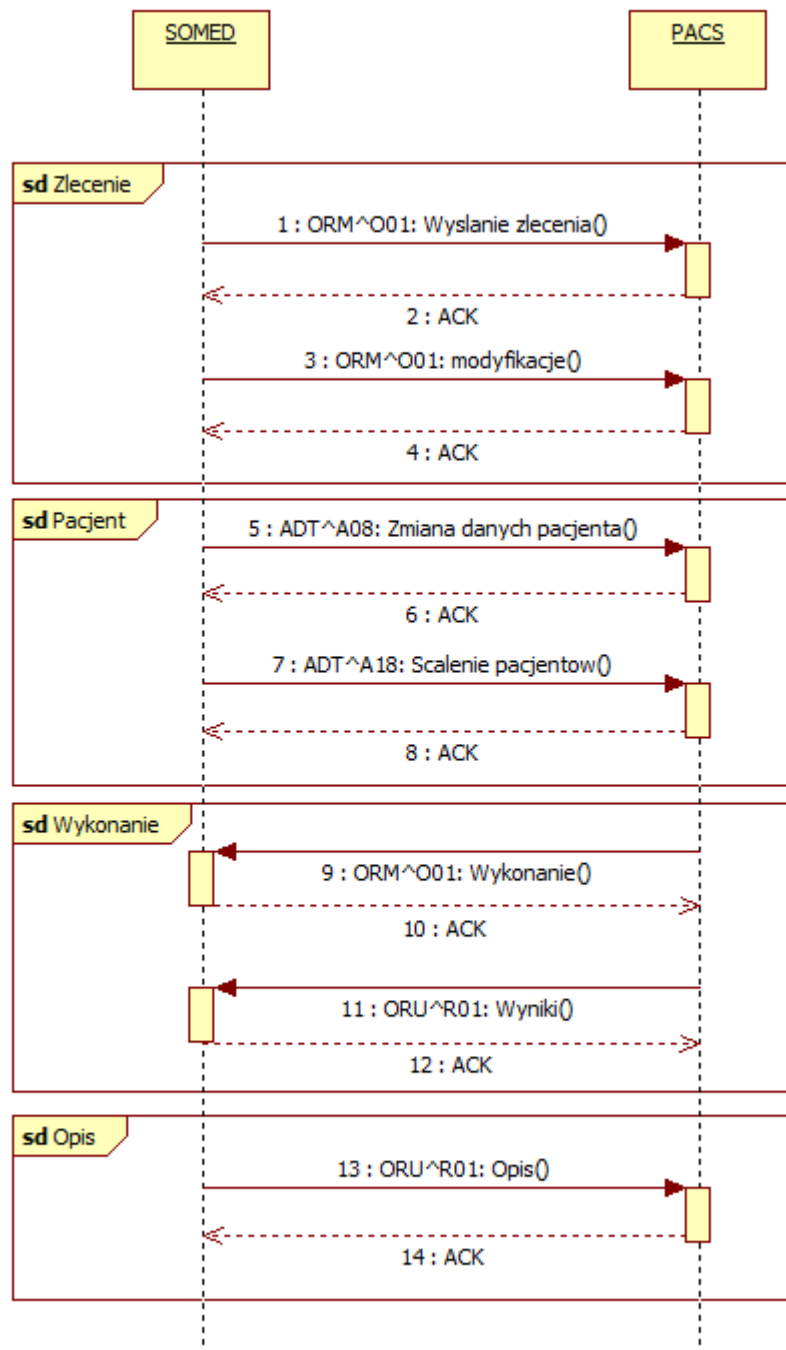 SOMED
PACS
sd Zlecenie
1 : ORM^O01: Wyslanie zlecenia()
2 : ACK
3 : ORM^O01: modyfikacje()
4 : ACK
sd Pacjent
5 : ADT^A08: Zmiana danych pacjenta()
6 : ACK
7 : ADT^A18: Scalenie pacjentow()
8 : ACK
sd Wykonanie
9 : ORM^O01: Wykonanie()
10 : ACK
11 : ORU^R01: Wyniki()
12 : ACK
sd Opis
13 : ORU^R01: Opis()
14 : ACK